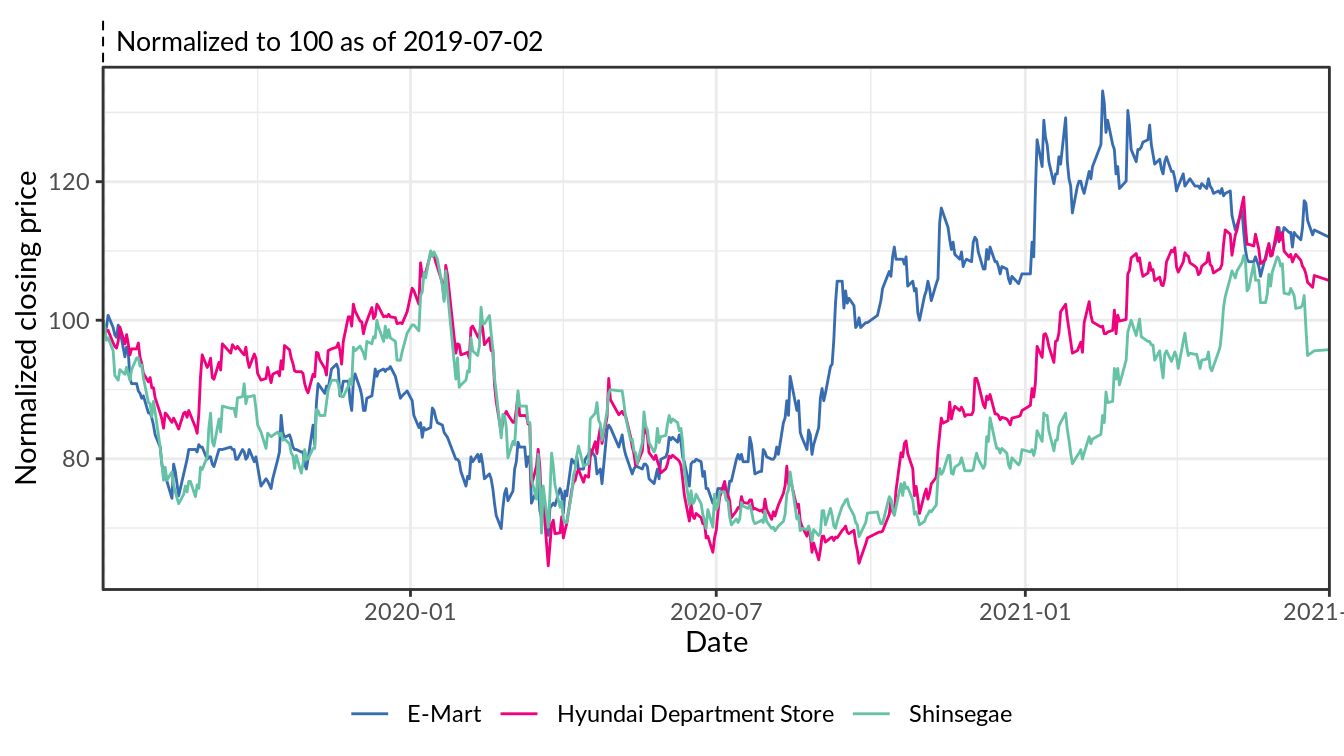 Normalized to 100 as of 2019-07-02
Normalized closing price
120
100
80
2020-01
2020-07
2021-01
2021-
Date
E-Mart
Hyundai Department Store
Shinsegae